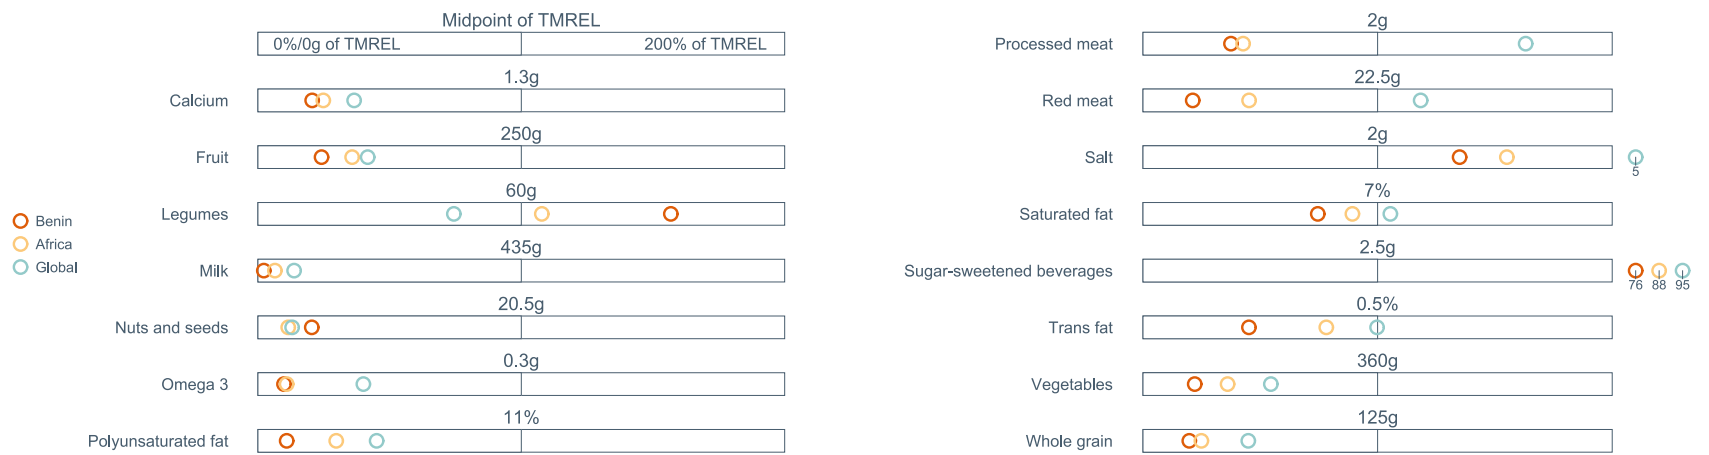 Midpoint of TMREL
0%/0g of TMREL 200% of TMREL
1.3g
Calcium
250g
Fruit
60g
Legumes
435g
Milk
20.5g
Nuts and seeds
0.3g
Omega 3
11%
Polyunsaturated fat
Benin
Africa
Global
2g
Processed meat
22.5g
Red meat
2g
Salt
5
7%
Saturated fat
2.5g
Sugar-sweetened beverages
76 88 95
0.5%
Trans fat
360g
Vegetables
125g
Whole grain